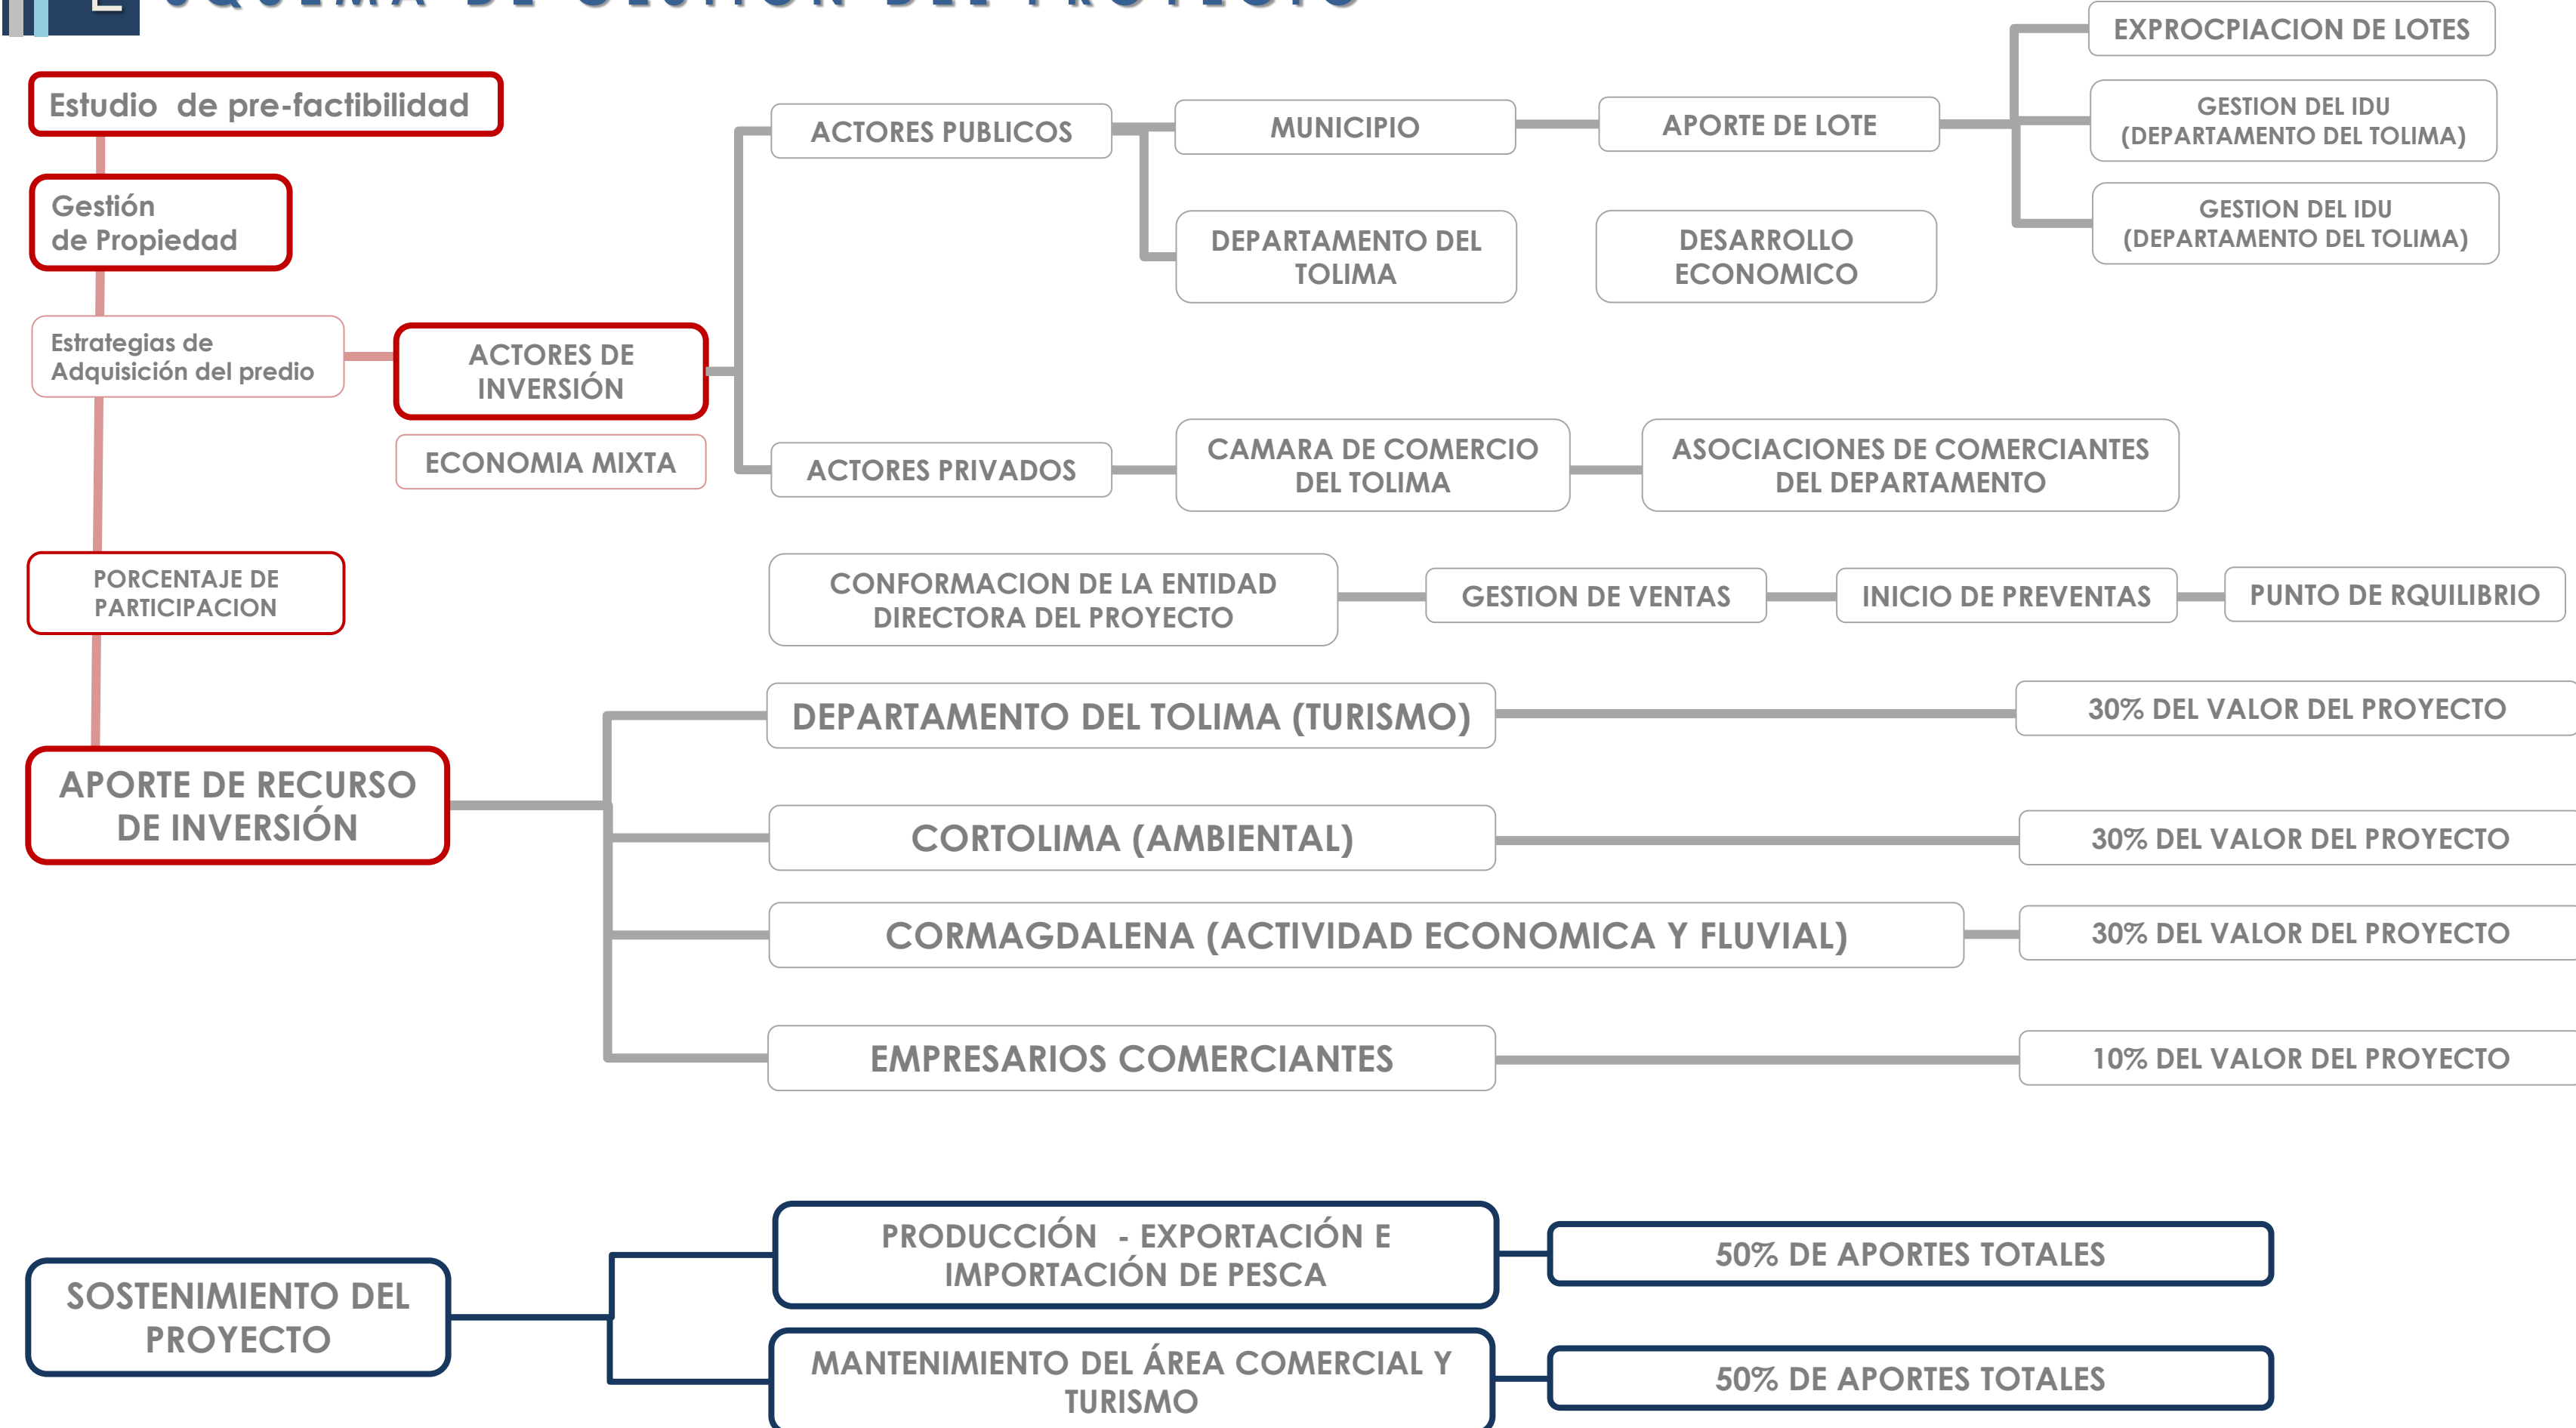 E SQUEMA DE GESTION DEL PROYECTO
EXPROCPIACION DE LOTES
Estudio de pre-factibilidad
ACTORES PUBLICOS
MUNICIPIO
APORTE DE LOTE
GESTION DEL IDU
(DEPARTAMENTO DEL TOLIMA)
Gestión
de Propiedad
DEPARTAMENTO DEL
TOLIMA
DESARROLLO
ECONOMICO
GESTION DEL IDU
(DEPARTAMENTO DEL TOLIMA)
Estrategias de
Adquisición del predio
ACTORES DE
INVERSIÓN
ECONOMIA MIXTA
ACTORES PRIVADOS
CAMARA DE COMERCIO
DEL TOLIMA
ASOCIACIONES DE COMERCIANTES
DEL DEPARTAMENTO
PORCENTAJE DE
PARTICIPACION
CONFORMACION DE LA ENTIDAD
DIRECTORA DEL PROYECTO
GESTION DE VENTAS
INICIO DE PREVENTAS
PUNTO DE RQUILIBRIO
APORTE DE RECURSO
DE INVERSIÓN
DEPARTAMENTO DEL TOLIMA (TURISMO)
30% DEL VALOR DEL PROYECTO
CORTOLIMA (AMBIENTAL)
30% DEL VALOR DEL PROYECTO
CORMAGDALENA (ACTIVIDAD ECONOMICA Y FLUVIAL)
30% DEL VALOR DEL PROYECTO
EMPRESARIOS COMERCIANTES
10% DEL VALOR DEL PROYECTO
SOSTENIMIENTO DEL
PROYECTO
PRODUCCIÓN - EXPORTACIÓN E
IMPORTACIÓN DE PESCA
50% DE APORTES TOTALES
MANTENIMIENTO DEL ÁREA COMERCIAL Y
TURISMO
50% DE APORTES TOTALES